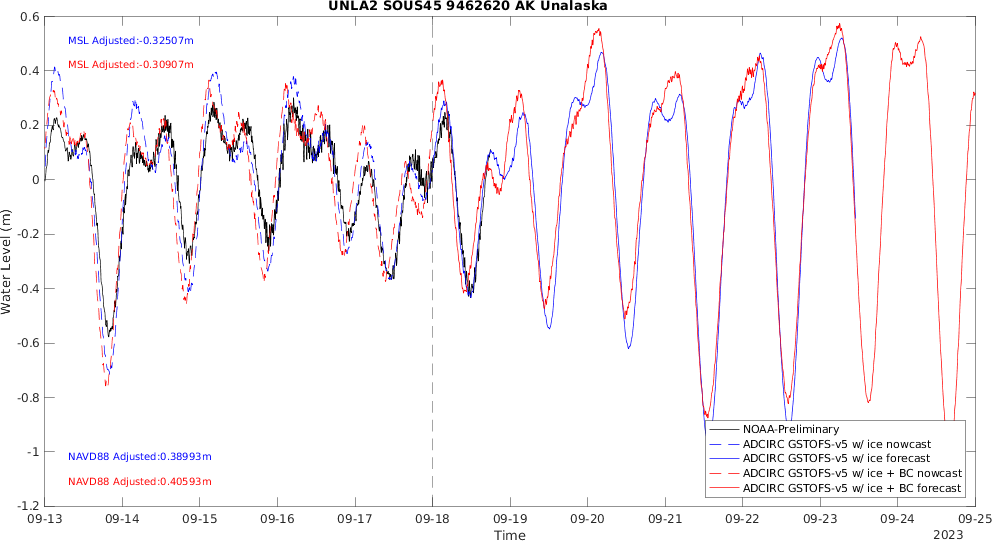 UNLA2 SOUS45 9462620 AK Unalaska
MSL Adjusted:-0.32507m
MSL Adjusted:-0.30907m
NAVD88 Adjusted:0.38993m
NAVD88 Adjusted:0.40593m
Water Level (m)
0.6
0.4
0.2
0
-0.2
-0.4
-0.6
-0.8
-1
-1.2
NOAA-Preliminary
ADCIRC GSTOFS-v5 w/ ice nowcast
ADCIRC GSTOFS-v5 w/ ice forecast
ADCIRC GSTOFS-v5 w/ ice + BC nowcast
ADCIRC GSTOFS-v5 w/ ice + BC forecast
09-13 09-14 09-15 09-16 09-17 09-18 09-19 09-20 09-21 09-22 09-23 09-24 09-25
Time
2023